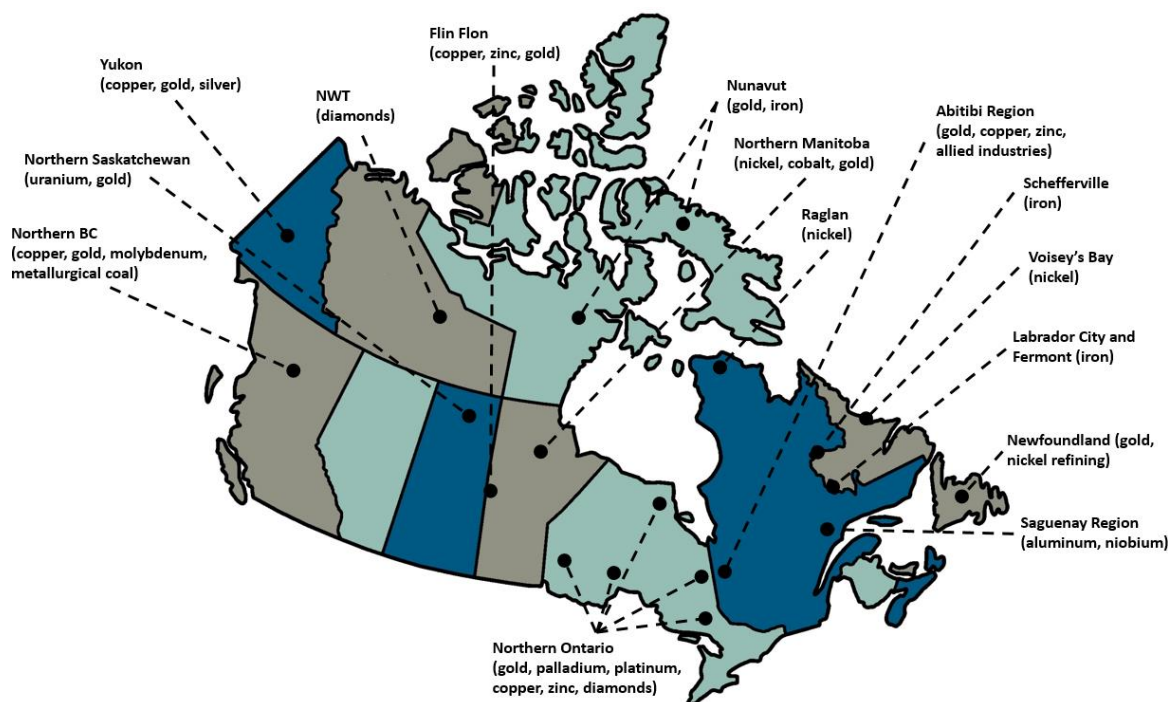 Flin Flon
(copper, zinc, gold)
Yukon
(copper, gold, silver)
NWT
(diamonds)
Nunavut
(gold, iron)
Abitibi Region
(gold, copper, zinc,
allied industries)
Northern Saskatchewan
(uranium, gold)
Northern Manitoba
(nickel, cobalt, gold)
Schefferville
(iron)
Northern BC
(copper, gold, molybdenum,
metallurgical coal)
Raglan
(nickel)
Voisey’s Bay
(nickel)
Labrador City and
Fermont (iron)
Newfoundland (gold,
nickel refining)
Saguenay Region
(aluminum, niobium)
Northern Ontario
(gold, palladium, platinum,
copper, zinc, diamonds)